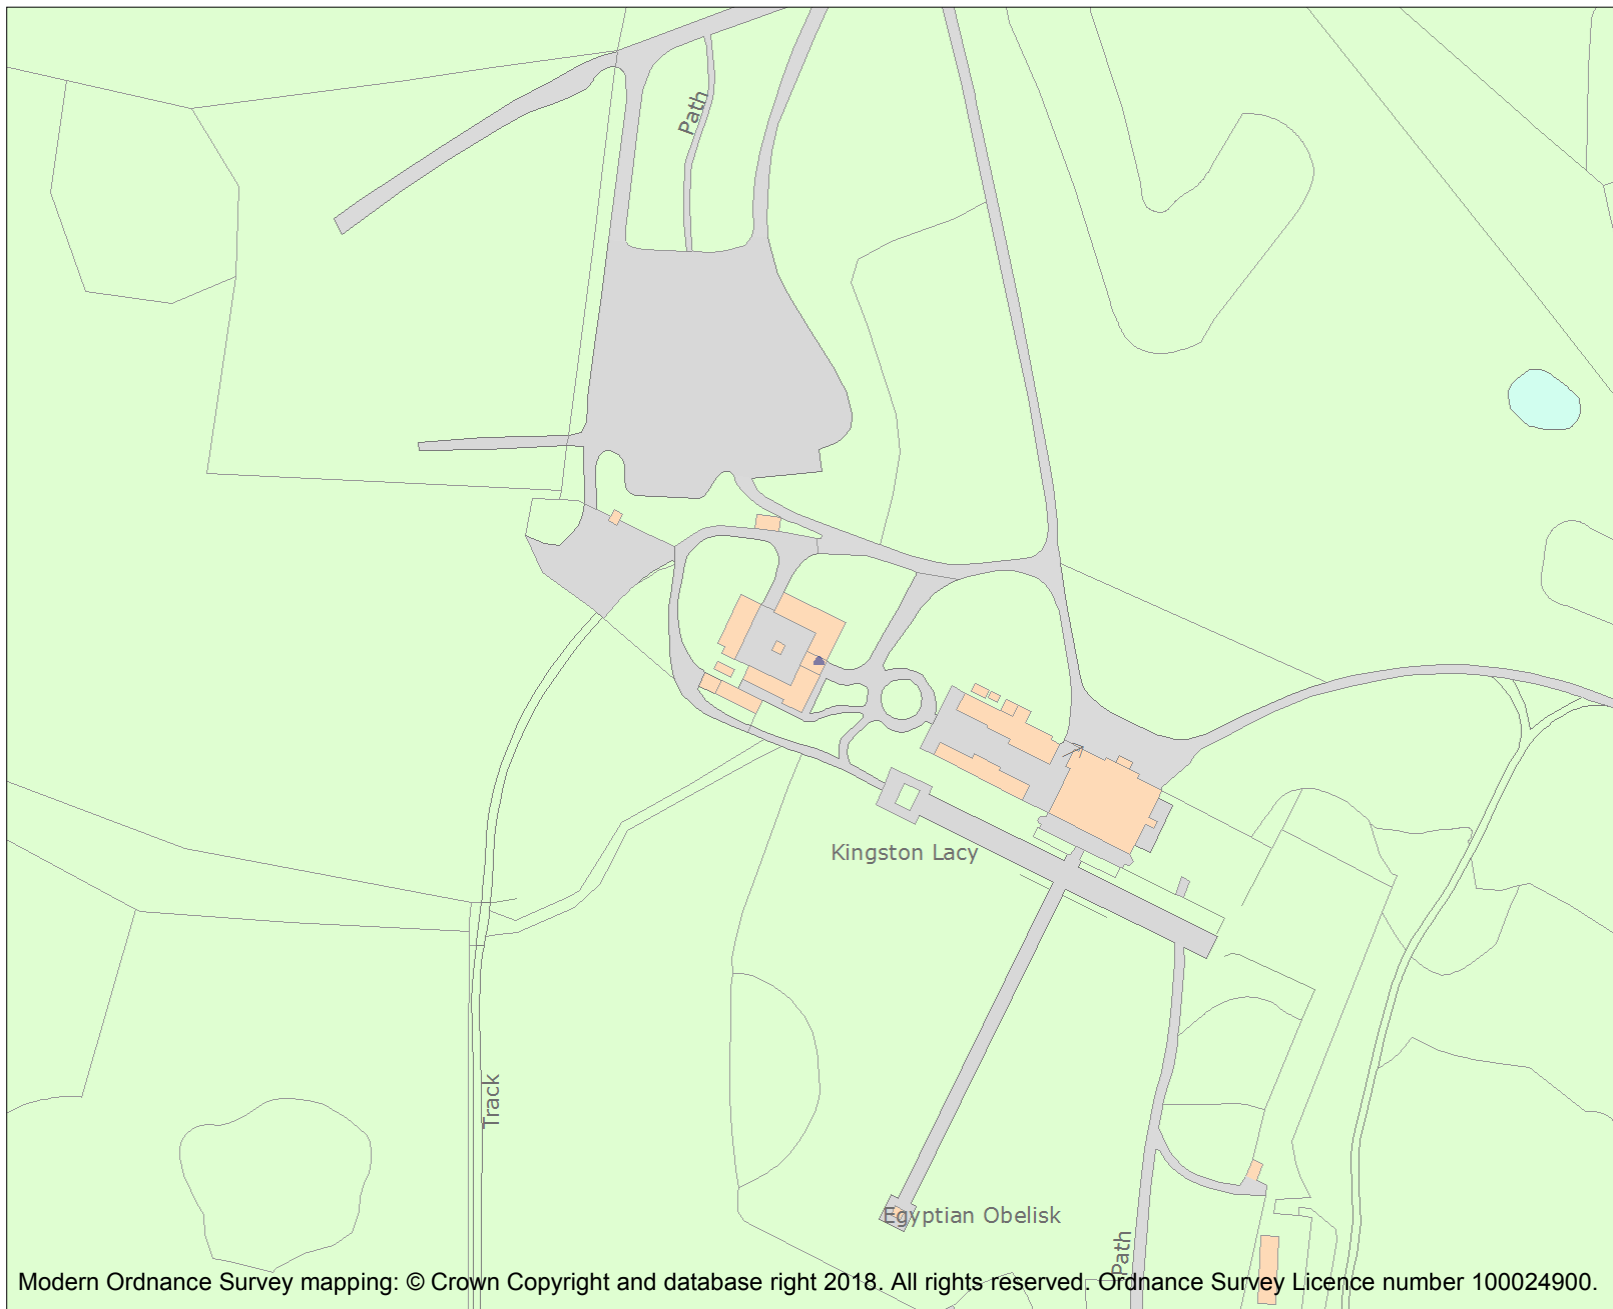 Path
Kingston Lacy
Track
Egyptian Obelisk
Path
Modern Ordnance Survey mapping: © Crown Copyright and database right 2018. All rights reserved. Ordnance Survey Licence number 100024900.